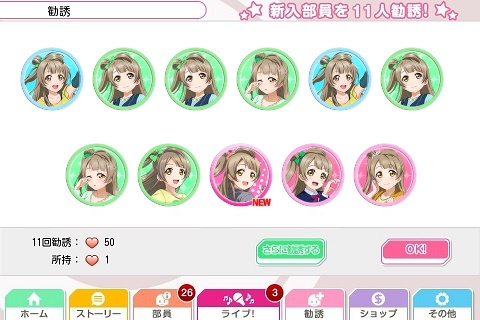 勧誘
新入部員を11人勧誘!
NEW
11回勧誘: 50
所持: 1
さらに勧誘する
OK!
26
3
ホーム
ストーリー
部員
ライブ!
勧誘
ショップ
その他